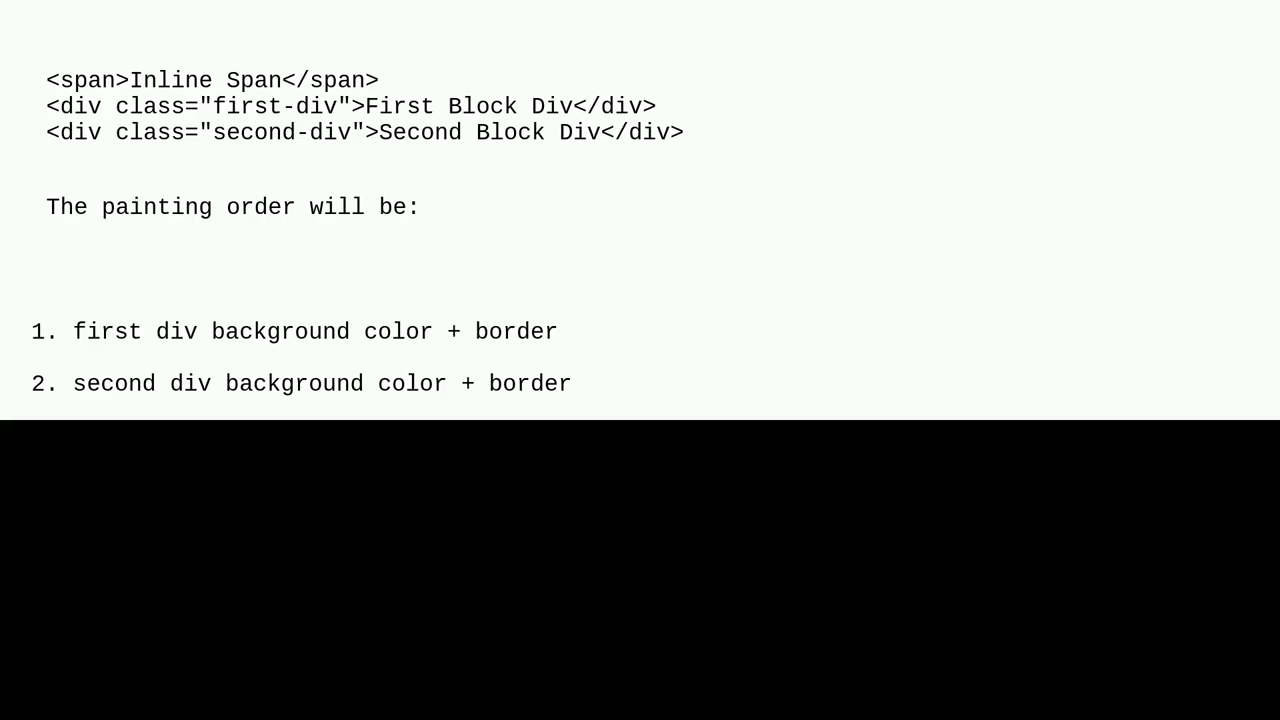 <span>Inline Span</span>
<div class="first-div">First Block Div</div>
<div class="second-div">Second Block Div</div>
The painting order will be:
1. first div background color + border
2. second div background color + border